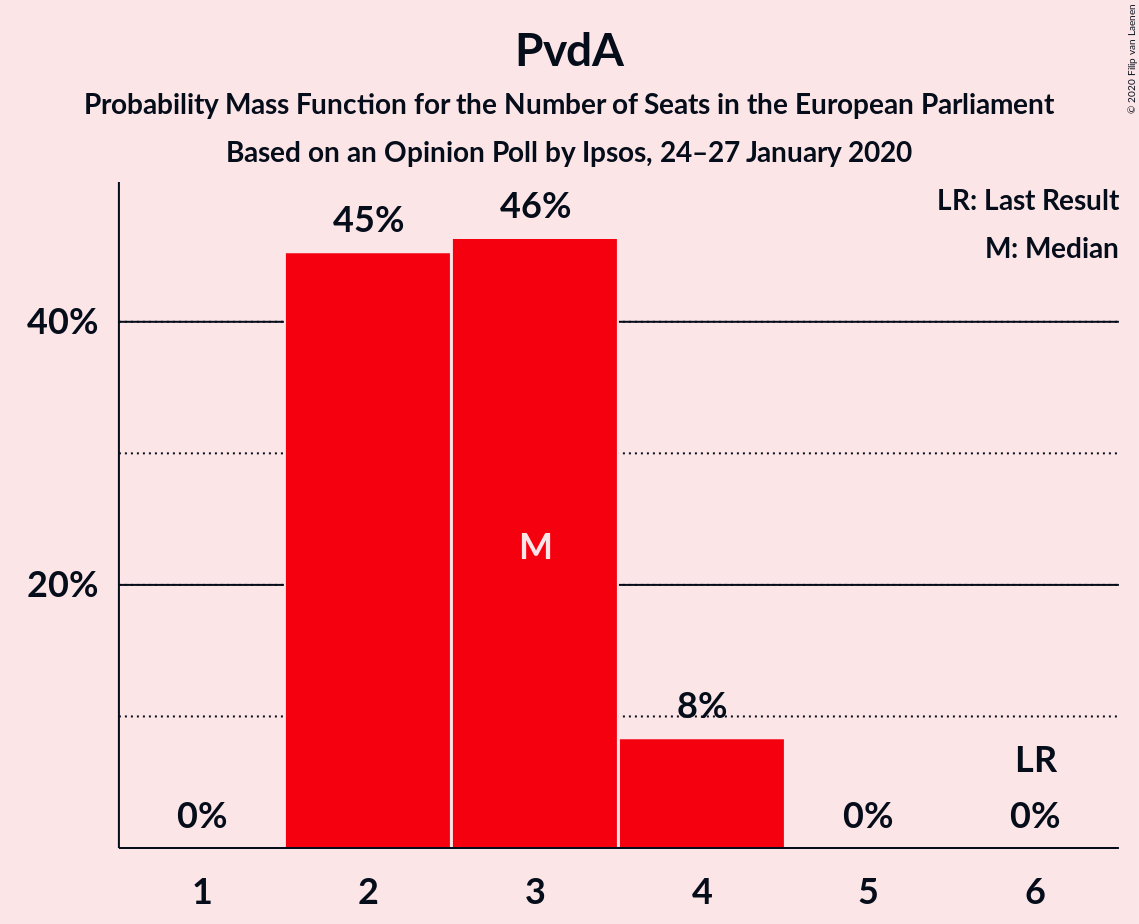 PvdA
Probability Mass Function for the Number of Seats in the European Parliament
Based on an Opinion Poll by Ipsos, 24–27 January 2020
© 2020 Filip van Laenen
LR: Last Result
M: Median
45%
46%
40%
M
20%
8%
LR
0%
0%
0%
1
2
3
4
5
6